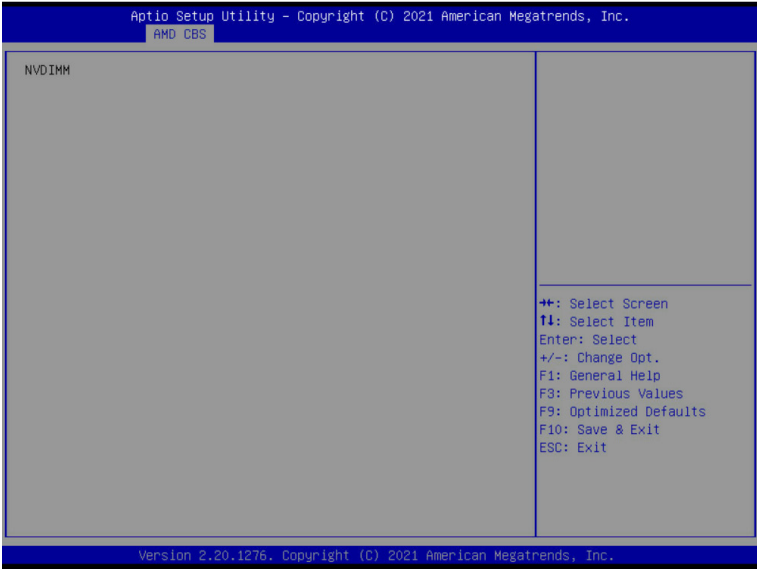 Aptio Setup Utility – Copyright (C) 2021 American Megatrends, Inc.
AMD CBS
NVDIMM
→←: Select Screen
↑↓: Select Item
Enter: Select
+/-: Change Opt.
F1: General Help
F3: Previous Values
F9: Optimized Defaults
F10: Save & Exit
ESC: Exit
Version 2.20.1276. Copyright (C) 2021 American Megatrends, Inc.